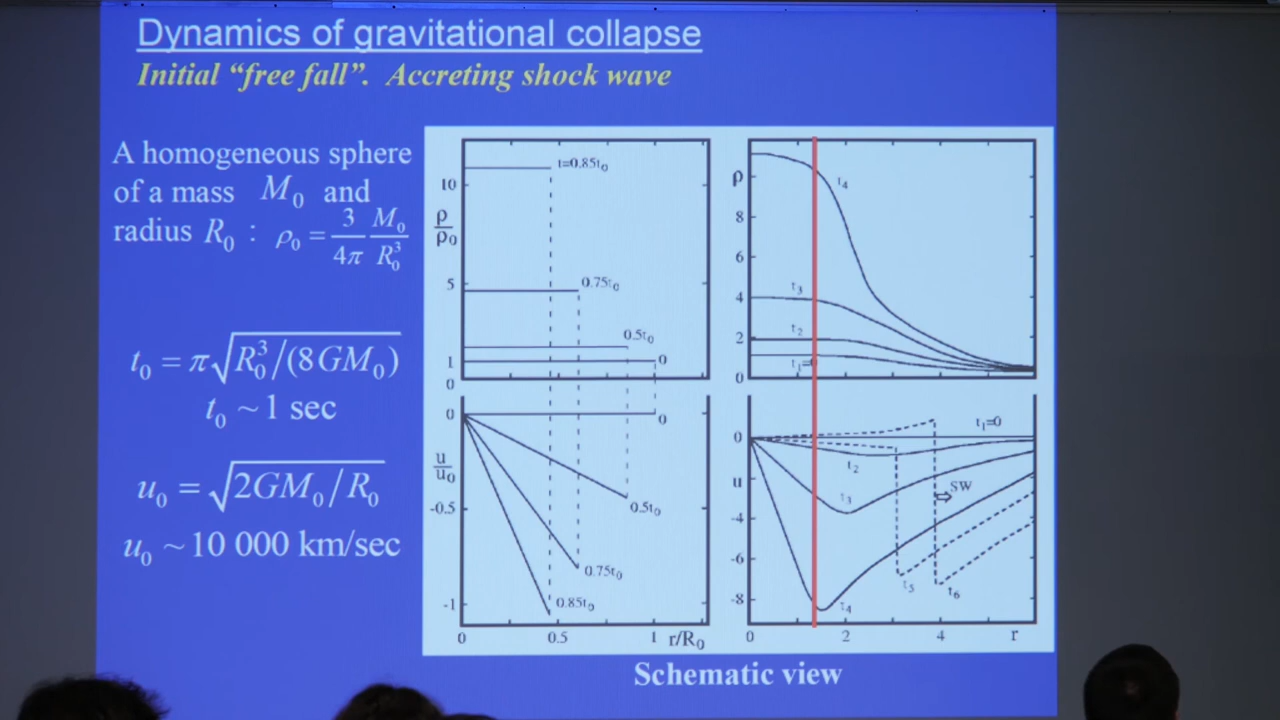 Dynamics of gravitational collapse
Initial “free fall”. Accreting shock wave
A homogeneous sphere
of a mass M₀ and
radius R₀ : ρ₀ = 3/4π M₀/R₀³
t₀ = π√R₀³/(8GM₀)
t₀ ~ 1 sec
u₀ = √2GM₀/R₀
u₀ ~ 10 000 km/sec
t=0.85t₀
10
ρ/ρ₀
5
0.75t₀
0.5t₀
1
0
0
0
0
u/u₀
-0.5
0.5t₀
0.75t₀
-1
0.85t₀
0 0.5 1 r/R₀
ρ
t₄
8
6
4
t₃
2
t₂
t₁=0
0
0
t₁=0
t₂
u
SW
t₃
-4
-6
t₅
t₆
-8
t₄
0 2 4 r
Schematic view